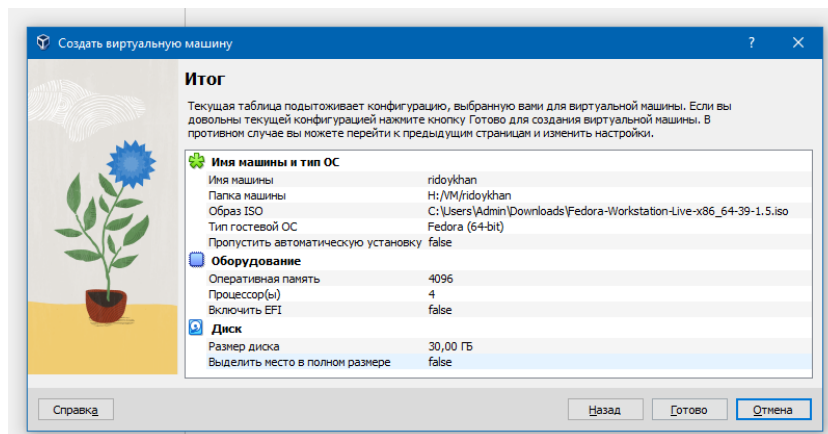 Создать виртуальную машину
?
Итог
Текущая таблица подытоживает конфигурацию, выбранную вами для виртуальной машины. Если вы
довольны текущей конфигурацией нажмите кнопку Готово для создания виртуальной машины. В
противном случае вы можете перейти к предыдущим страницам и изменить настройки.
Имя машины и тип ОС
Имя машины ridoykhan
Папка машины H:/VM/ridoykhan
Образ ISO C:\Users\Admin\Downloads\Fedora-Workstation-Live-x86_64-39-1.5.iso
Тип гостевой ОС Fedora (64-bit)
Пропустить автоматическую установку false
Оборудование
Оперативная память 4096
Процессор(ы) 4
Включить EFI false
Диск
Размер диска 30,00 ГБ
Выделить место в полном размере false
Справка Назад Готово Отмена